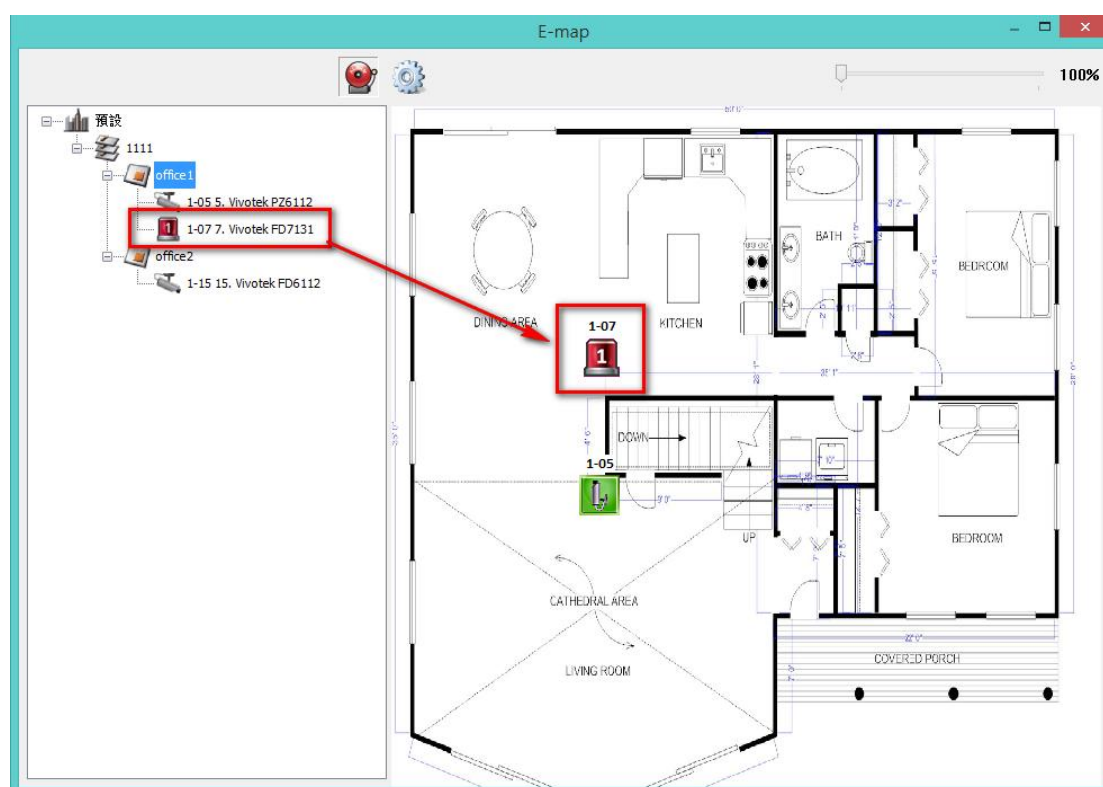 E-map
100%
預設
1111
office1
1-05 5. Vivotek PZ6112
1-07 7. Vivotek FD7131
office2
1-15 15. Vivotek FD6112
BATH
BEDROOM
DINING AREA
1-07
KITCHEN
1
DOWN
1-05
UP
BEDROOM
CATHEDRAL AREA
LIVING ROOM
COVERED PORCH